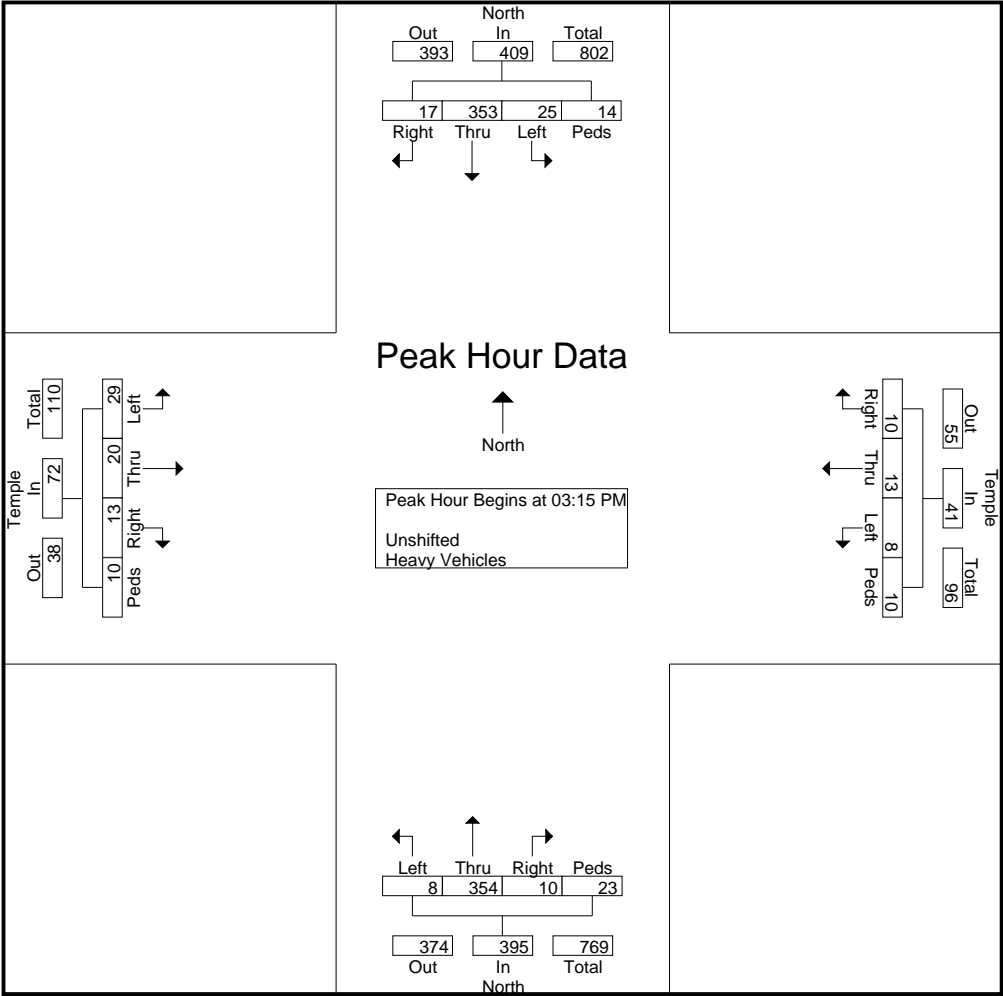 North
Out In Total
393 409 802
17 353 25 14
Right Thru Left Peds
Peak Hour Data
North
Peak Hour Begins at 03:15 PM
Unshifted
Heavy Vehicles
Temple
Total In Out
110 72 38
29 20 13 10
Left Thru Right Peds
Temple
Out In Total
55 41 96
10 13 8 10
Right Thru Left Peds
Left Thru Right Peds
8 354 10 23
374 395 769
Out In Total
North